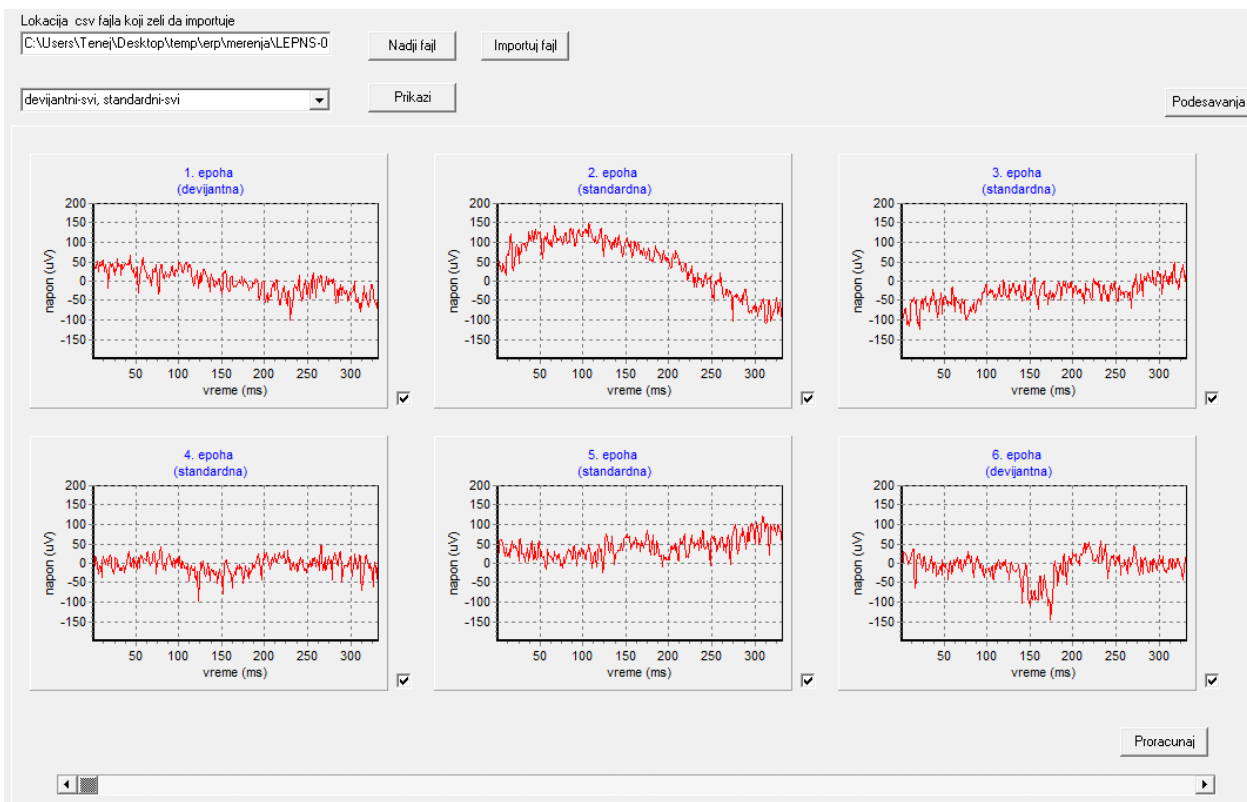 Lokacija csv fajla koji zeli da importuje
C:\Users\Tenej\Desktop\temp\erp\merenja\LEPNS-0
Nadji fajl
Importuj fajl
devijantni-svi, standardni-svi
Prikazi
Podesavanja
1. epoha
(devijantna)
napon (uV)
200
150
100
50
0
-50
-100
-150
50 100 150 200 250 300
vreme (ms)
2. epoha
(standardna)
napon (uV)
200
150
100
50
0
-50
-100
-150
50 100 150 200 250 300
vreme (ms)
3. epoha
(standardna)
napon (uV)
200
150
100
50
0
-50
-100
-150
50 100 150 200 250 300
vreme (ms)
4. epoha
(standardna)
napon (uV)
200
150
100
50
0
-50
-100
-150
50 100 150 200 250 300
vreme (ms)
5. epoha
(standardna)
napon (uV)
200
150
100
50
0
-50
-100
-150
50 100 150 200 250 300
vreme (ms)
6. epoha
(devijantna)
napon (uV)
200
150
100
50
0
-50
-100
-150
50 100 150 200 250 300
vreme (ms)
Proracunaj